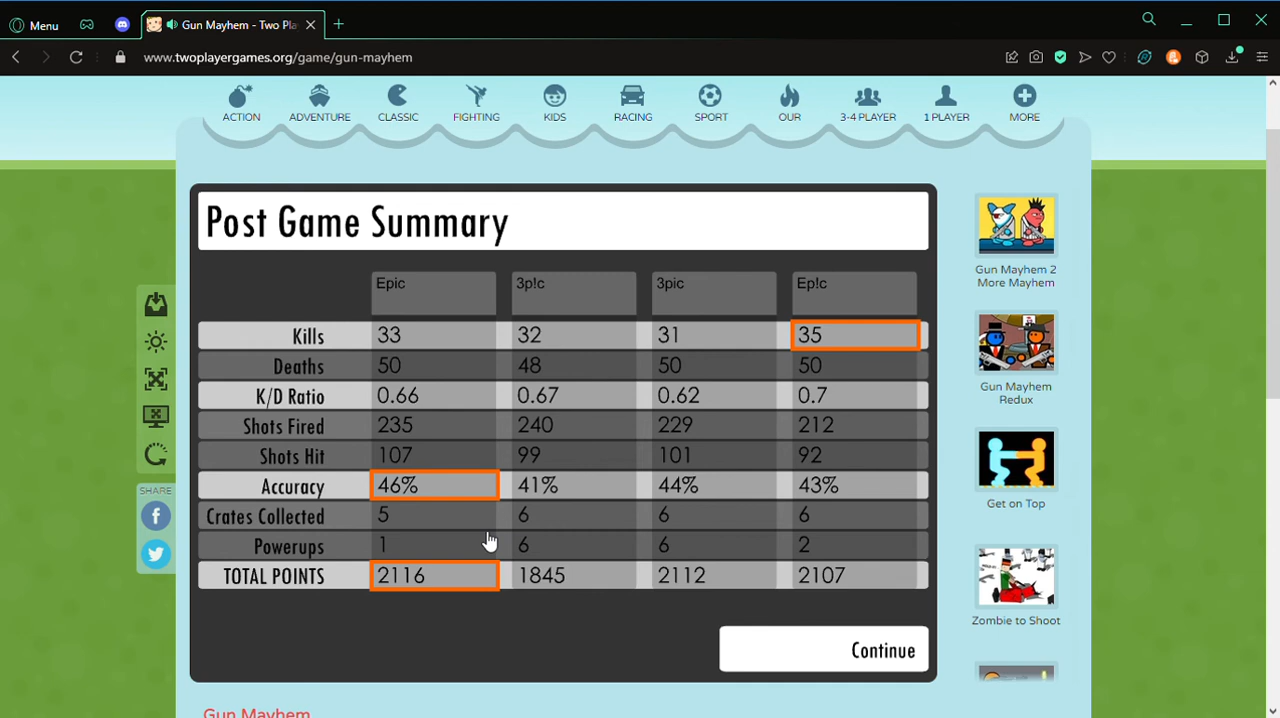 Menu
Gun Mayhem - Two Pla
www.twoplayergames.org/game/gun-mayhem
ACTION ADVENTURE CLASSIC FIGHTING KIDS RACING SPORT OUR 3-4 PLAYER 1 PLAYER MORE
Post Game Summary
Epic 3p!c 3pic Ep!c
Kills 33 32 31 35
Deaths 50 48 50 50
K/D Ratio 0.66 0.67 0.62 0.7
Shots Fired 235 240 229 212
Shots Hit 107 99 101 92
Accuracy 46% 41% 44% 43%
Crates Collected 5 6 6 6
Powerups 1 6 6 2
TOTAL POINTS 2116 1845 2112 2107
Continue
SHARE
Gun Mayhem 2
More Mayhem
Gun Mayhem
Redux
Get on Top
Zombie to Shoot
Gun Mayhem